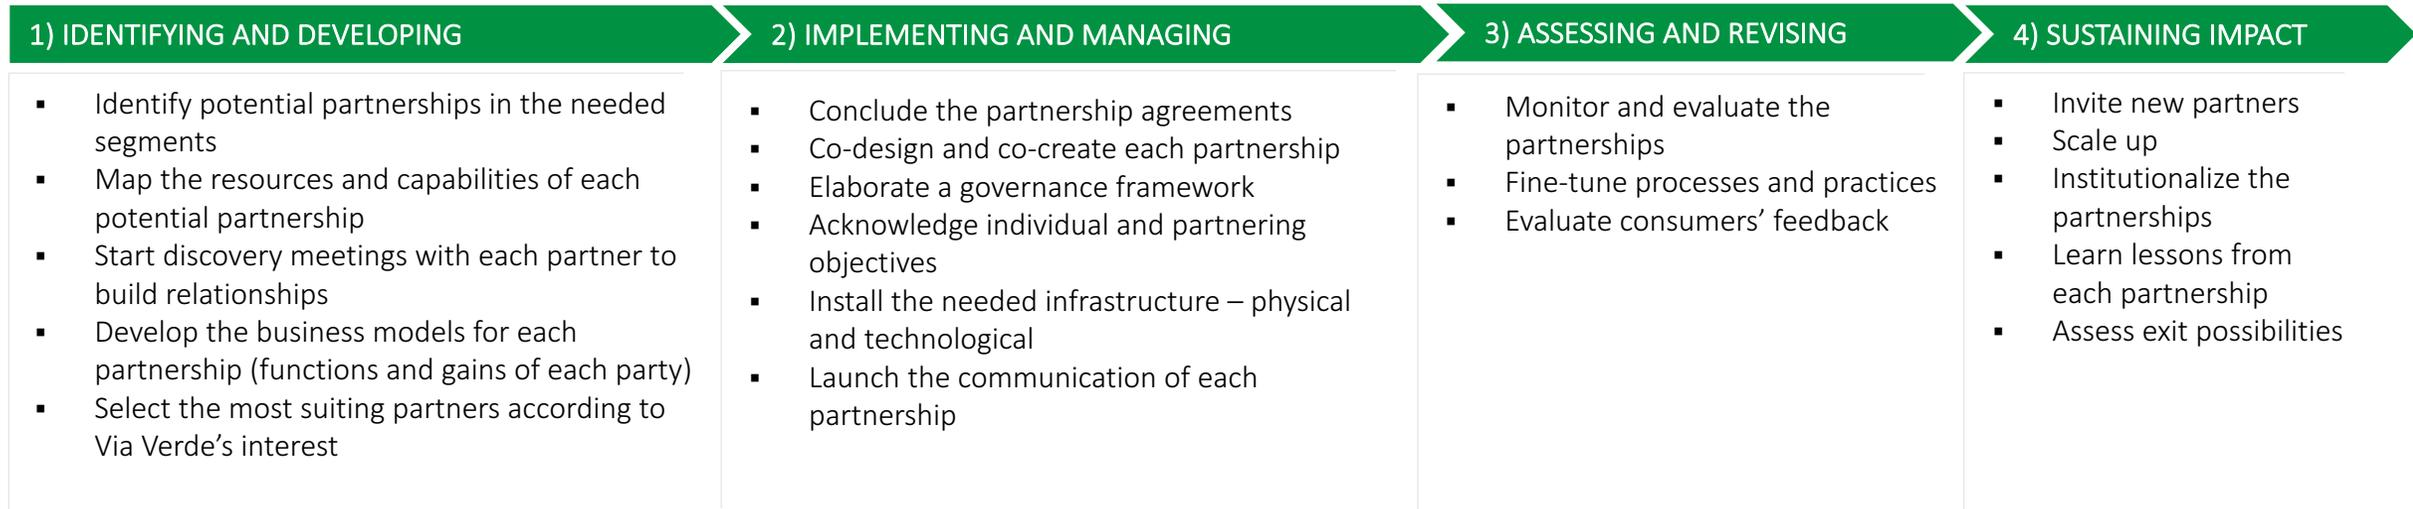 1) IDENTIFYING AND DEVELOPING
▪ Identify potential partnerships in the needed
segments
▪ Map the resources and capabilities of each
potential partnership
▪ Start discovery meetings with each partner to
build relationships
▪ Develop the business models for each
partnership (functions and gains of each party)
▪ Select the most suiting partners according to
Via Verde’s interest
2) IMPLEMENTING AND MANAGING
▪ Conclude the partnership agreements
▪ Co-design and co-create each partnership
▪ Elaborate a governance framework
▪ Acknowledge individual and partnering
objectives
▪ Install the needed infrastructure – physical
and technological
▪ Launch the communication of each
partnership
3) ASSESSING AND REVISING
▪ Monitor and evaluate the
partnerships
▪ Fine-tune processes and practices
▪ Evaluate consumers’ feedback
4) SUSTAINING IMPACT
▪ Invite new partners
▪ Scale up
▪ Institutionalize the
partnerships
▪ Learn lessons from
each partnership
▪ Assess exit possibilities